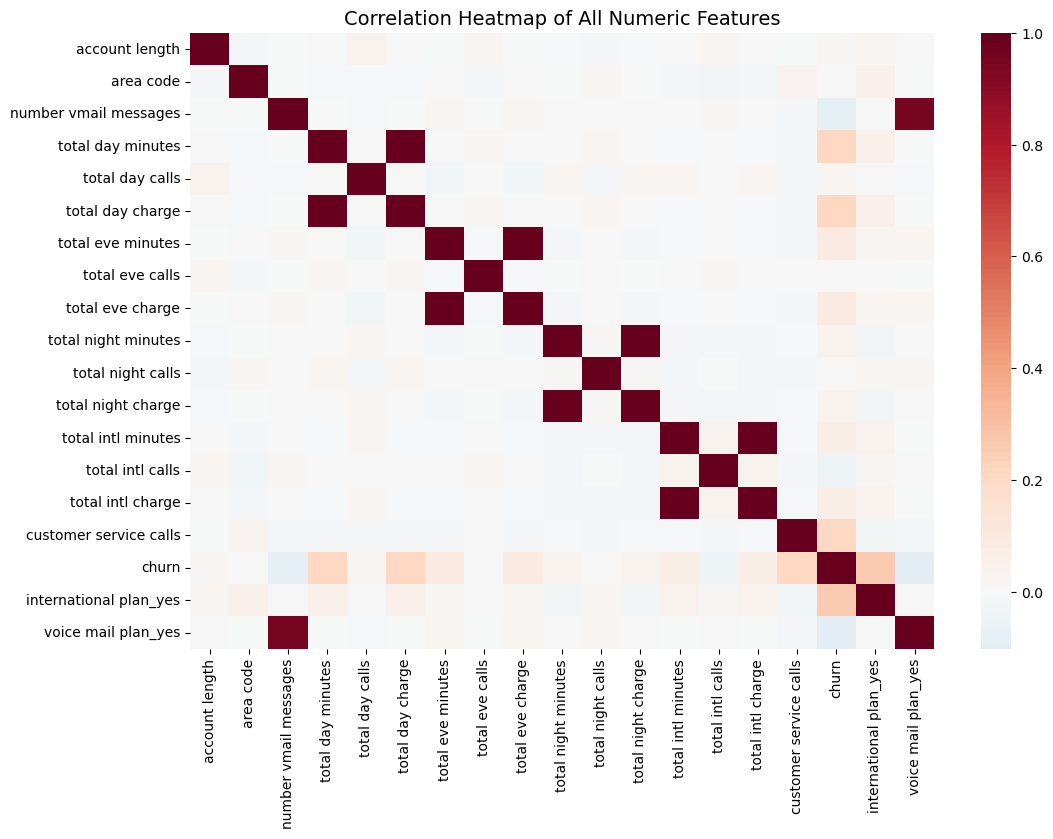 Correlation Heatmap of All Numeric Features
account length
area code
number vmail messages
total day minutes
total day calls
total day charge
total eve minutes
total eve calls
total eve charge
total night minutes
total night calls
total night charge
total intl minutes
total intl calls
total intl charge
customer service calls
churn
international plan_yes
voice mail plan_yes
account length
area code
number vmail messages
total day minutes
total day calls
total day charge
total eve minutes
total eve calls
total eve charge
total night minutes
total night calls
total night charge
total intl minutes
total intl calls
total intl charge
customer service calls
churn
international plan_yes
voice mail plan_yes
1.0
0.8
0.6
0.4
0.2
0.0